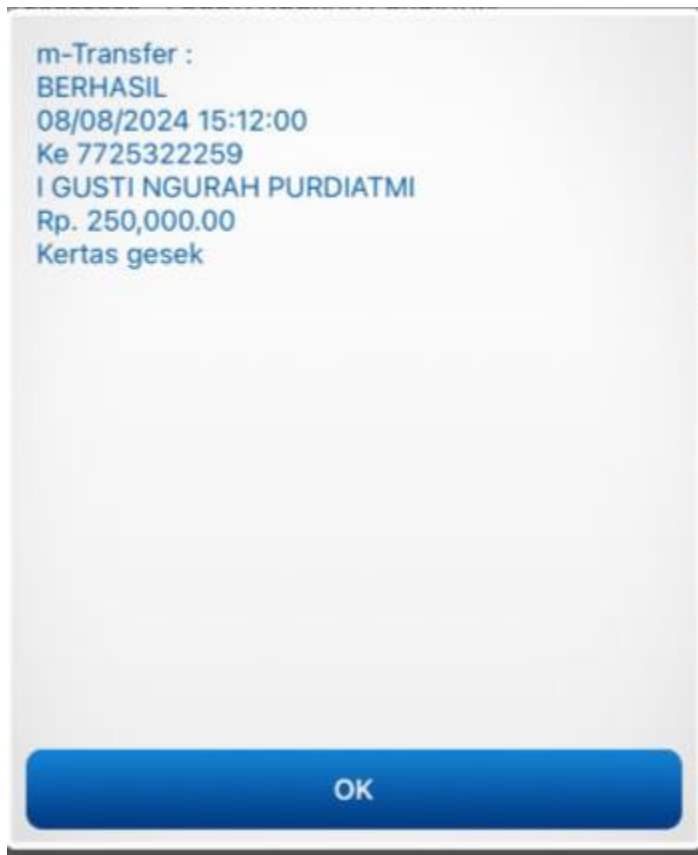 m-Transfer :
BERHASIL
08/08/2024 15:12:00
Ke 7725322259
I GUSTI NGURAH PURDIATMI
Rp. 250,000.00
Kertas gesek
OK